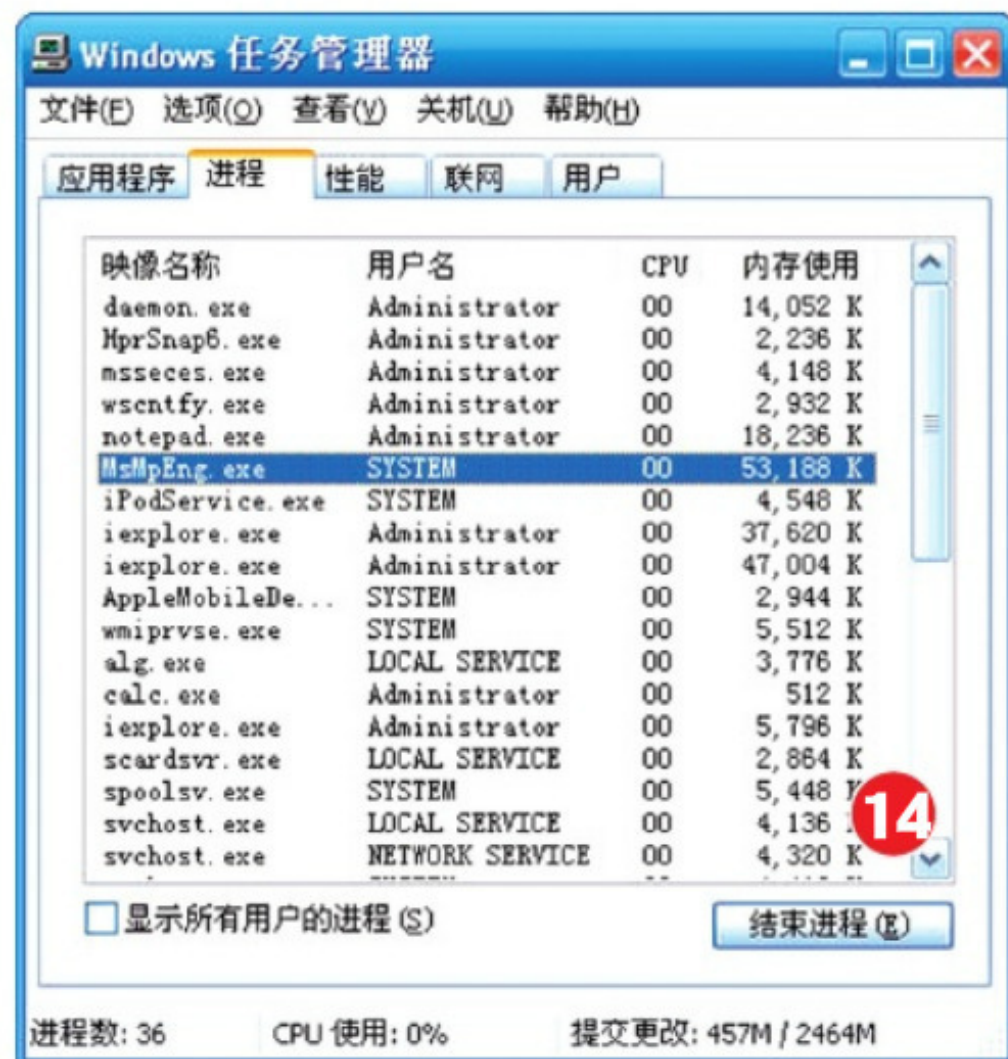 Windows 任务管理器
文件(F) 选项(O) 查看(V) 关机(U) 帮助(H)
应用程序 进程 性能 联网 用户
映像名称 用户名 CPU 内存使用
daemon.exe Administrator 00 14,052 K
HprSnap6.exe Administrator 00 2,236 K
msseces.exe Administrator 00 4,148 K
wscntfy.exe Administrator 00 2,932 K
notepad.exe Administrator 00 18,236 K
MsMpEng.exe SYSTEM 00 53,188 K
iPodService.exe SYSTEM 00 4,548 K
iexplore.exe Administrator 00 37,620 K
iexplore.exe Administrator 00 47,004 K
AppleMobileDe... SYSTEM 00 2,944 K
wmiprvse.exe SYSTEM 00 5,512 K
alg.exe LOCAL SERVICE 00 3,776 K
calc.exe Administrator 00 512 K
iexplore.exe Administrator 00 5,796 K
scardsvr.exe LOCAL SERVICE 00 2,864 K
spoolsv.exe SYSTEM 00 5,448
svchost.exe LOCAL SERVICE 00 4,136
14
svchost.exe NETWORK SERVICE 00 4,320 K
显示所有用户的进程(S) 结束进程(E)
进程数: 36 CPU 使用: 0% 提交更改: 457M / 2464M